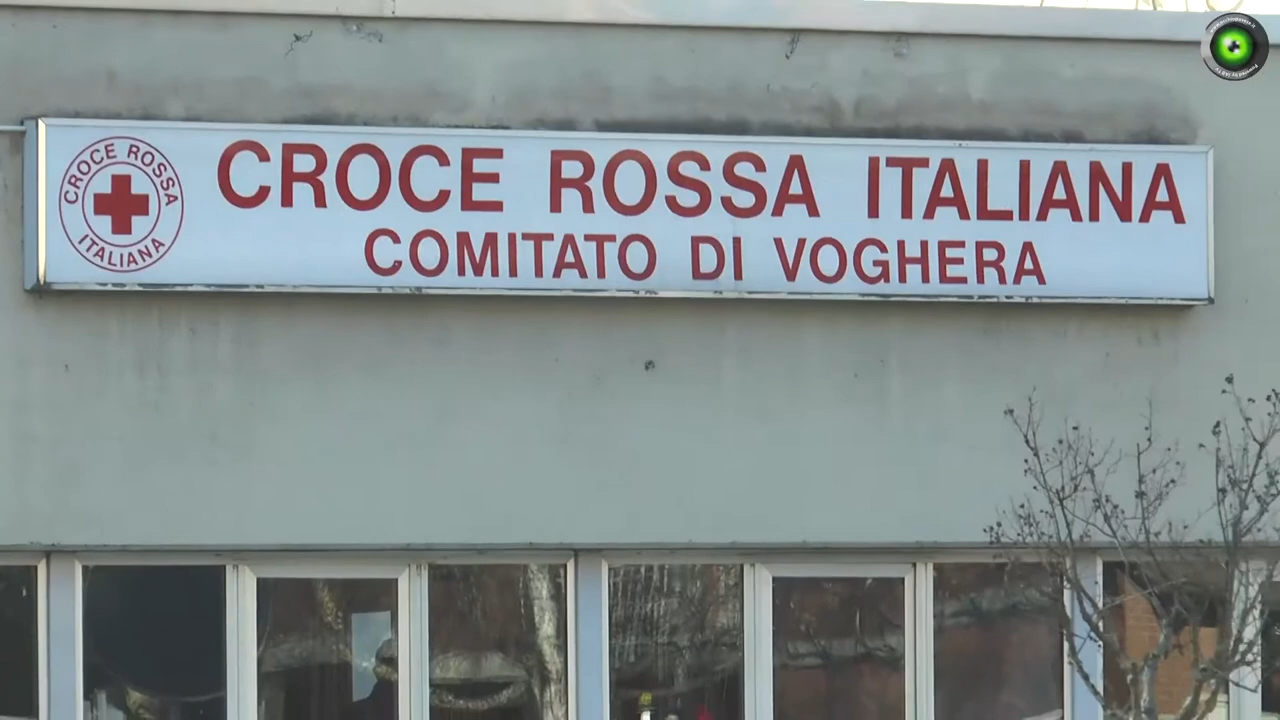 CROCE ROSSA ITALIANA
COMITATO DI VOGHERA
CROCE ROSSA
ITALIANA